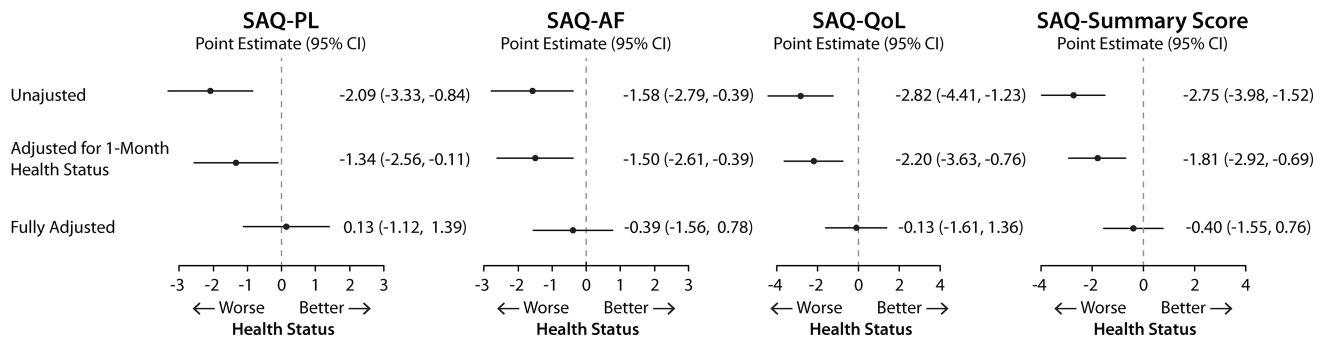 SAQ-PL
Point Estimate (95% CI)
SAQ-AF
Point Estimate (95% CI)
SAQ-QoL
Point Estimate (95% CI)
SAQ-Summary Score
Point Estimate (95% CI)
Unajusted
-2.09 (-3.33, -0.84)
-1.58 (-2.79, -0.39)
-2.82 (-4.41, -1.23)
-2.75 (-3.98, -1.52)
Adjusted for 1-Month
Health Status
-1.34 (-2.56, -0.11)
-1.50 (-2.61, -0.39)
-2.20 (-3.63, -0.76)
-1.81 (-2.92, -0.69)
Fully Adjusted
0.13 (-1.12, 1.39)
-0.39 (-1.56, 0.78)
-0.13 (-1.61, 1.36)
-0.40 (-1.55, 0.76)
-3 -2 -1 0 1 2 3
← Worse Better →
Health Status
-3 -2 -1 0 1 2 3
← Worse Better →
Health Status
-4 -2 0 2 4
← Worse Better →
Health Status
-4 -2 0 2 4
← Worse Better →
Health Status